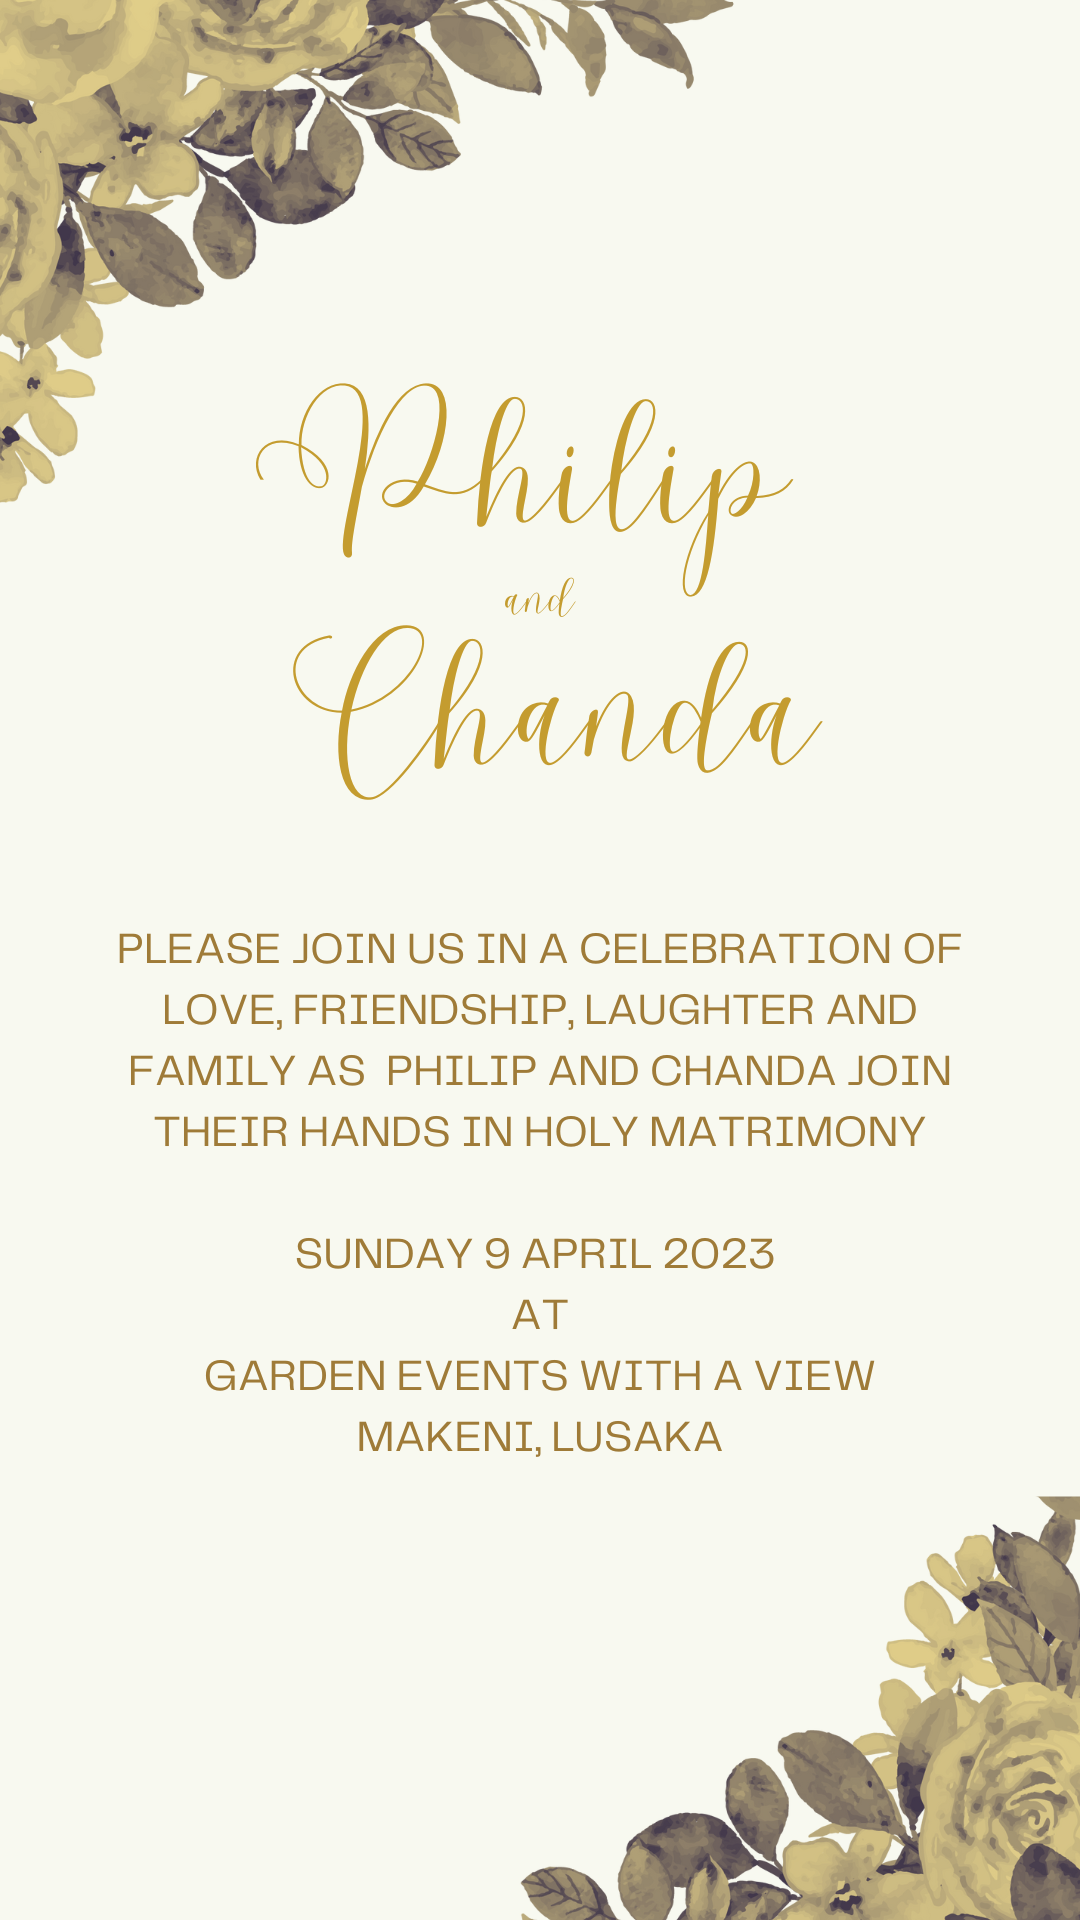 Philip
and
Chanda
PLEASE JOIN US IN A CELEBRATION OF
LOVE, FRIENDSHIP, LAUGHTER AND
FAMILY AS  PHILIP AND CHANDA JOIN
THEIR HANDS IN HOLY MATRIMONY
SUNDAY 9 APRIL 2023
AT
GARDEN EVENTS WITH A VIEW
MAKENI, LUSAKA